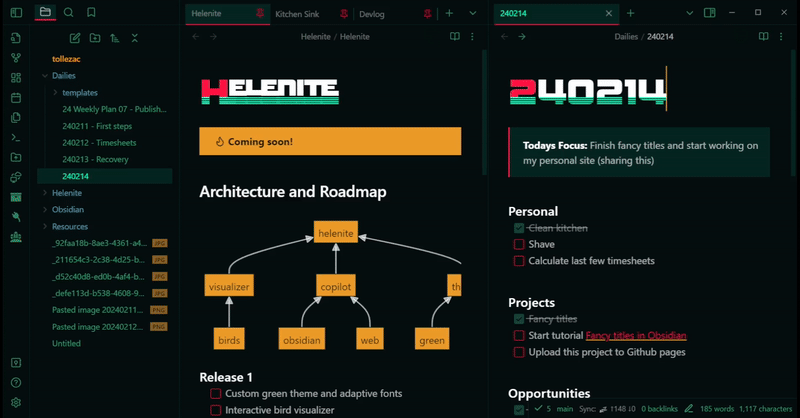 Helenite
Kitchen Sink
Devlog
240214
tollezac
Dailies
templates
24 Weekly Plan 07 - Publish...
240211 - First steps
240212 - Timesheets
240213 - Recovery
240214
Helenite
Obsidian
Resources
_92faa18b-8ae3-4361-a4... JPG
_211654c3-2c38-4d25-b... JPG
_d52c40d8-ed0b-4af4-b... JPG
_defe113d-b538-4608-9... JPG
Pasted image 20240211... PNG
Pasted image 20240212... PNG
Untitled
Helenite / Helenite
HELENITE
Coming soon!
Architecture and Roadmap
helenite
visualizer
copilot
th
birds
obsidian
web
green
Release 1
Custom green theme and adaptive fonts
Interactive bird visualizer
Dailies / 240214
240214
Todays Focus: Finish fancy titles and start working on
my personal site (sharing this)
Personal
Clean kitchen
Shave
Calculate last few timesheets
Projects
Fancy titles
Start tutorial Fancy titles in Obsidian
Upload this project to Github pages
Opportunities
5 main Sync: 1148 0 0 backlinks 185 words 1,117 characters